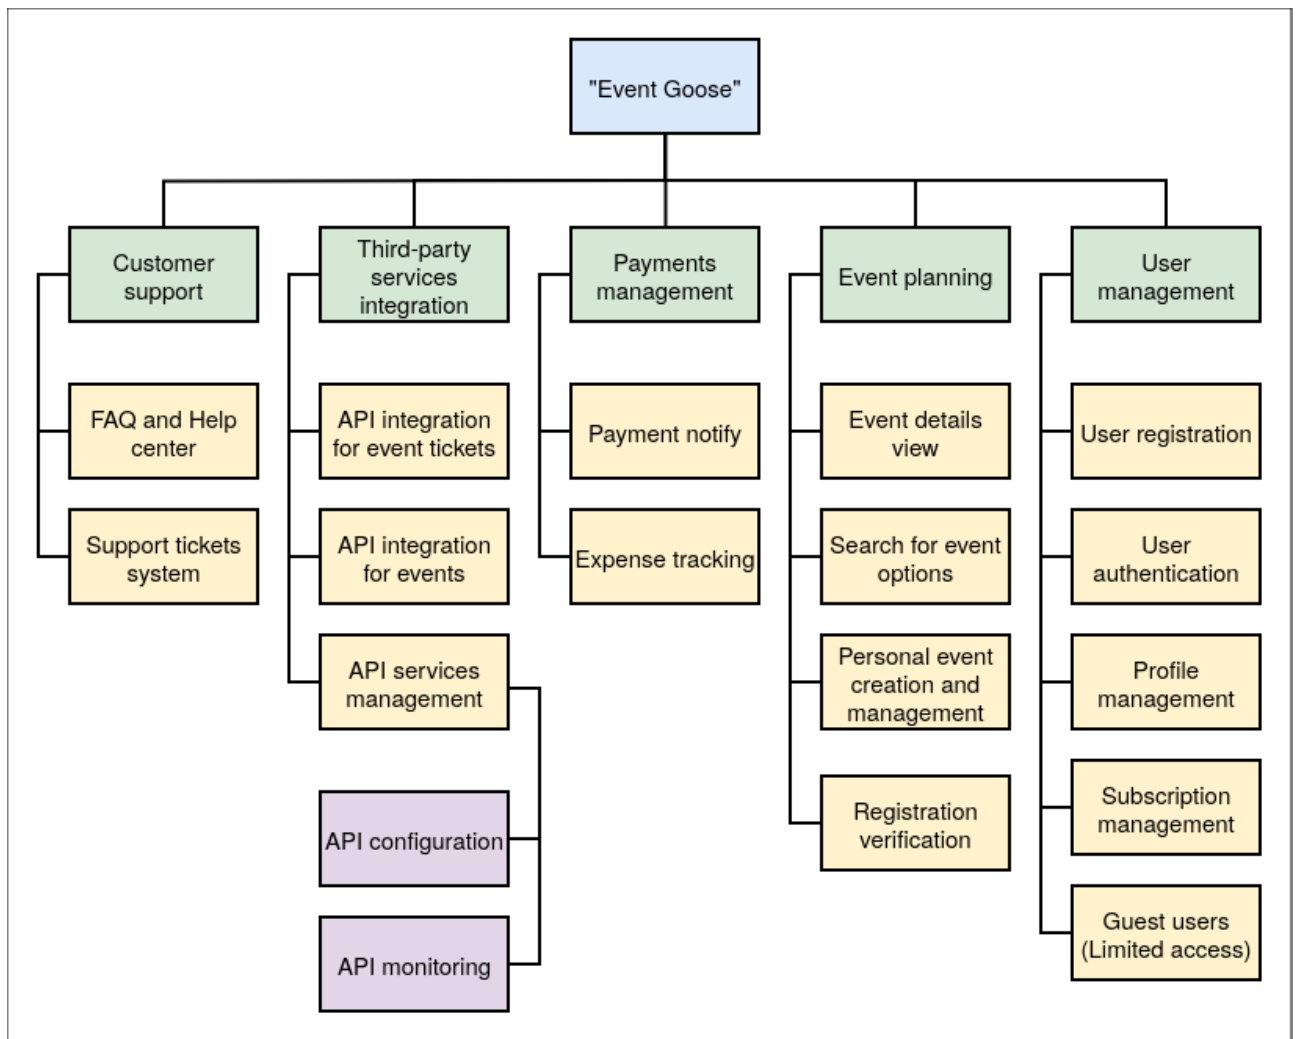 "Event Goose"
Customer
support
Third-party
services
integration
Payments
management
Event planning
User
management
FAQ and Help
center
API integration
for event tickets
Payment notify
Event details
view
User registration
Support tickets
system
API integration
for events
Expense tracking
Search for event
options
User
authentication
API services
management
Personal event
creation and
management
Profile
management
API configuration
Registration
verification
Subscription
management
API monitoring
Guest users
(Limited access)